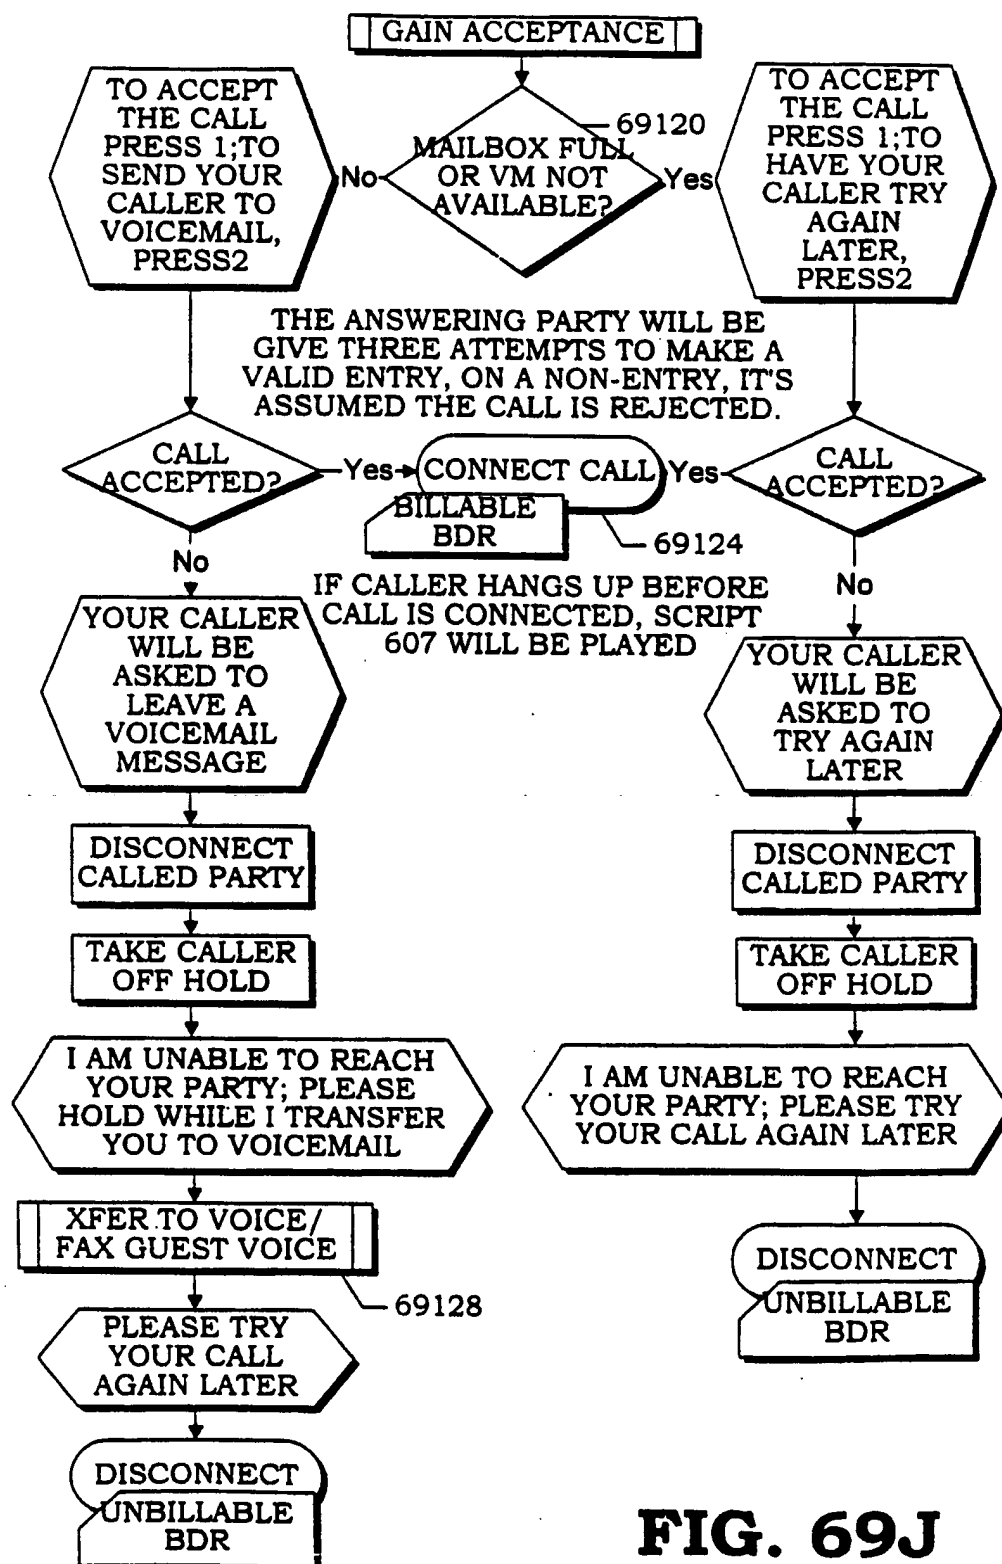 GAIN ACCEPTANCE
TO ACCEPT
THE CALL
PRESS 1;TO
SEND YOUR
CALLER TO
VOICEMAIL,
PRESS2
No
69120
MAILBOX FULL
OR VM NOT
AVAILABLE?
Yes
TO ACCEPT
THE CALL
PRESS 1;TO
HAVE YOUR
CALLER TRY
AGAIN
LATER,
PRESS2
THE ANSWERING PARTY WILL BE
GIVE THREE ATTEMPTS TO MAKE A
VALID ENTRY, ON A NON-ENTRY, IT'S
ASSUMED THE CALL IS REJECTED.
CALL
ACCEPTED?
Yes
CONNECT CALL
BILLABLE
BDR
69124
Yes
CALL
ACCEPTED?
No
No
IF CALLER HANGS UP BEFORE
CALL IS CONNECTED, SCRIPT
607 WILL BE PLAYED
YOUR CALLER
WILL BE
ASKED TO
LEAVE A
VOICEMAIL
MESSAGE
YOUR CALLER
WILL BE
ASKED TO
TRY AGAIN
LATER
DISCONNECT
CALLED PARTY
DISCONNECT
CALLED PARTY
TAKE CALLER
OFF HOLD
TAKE CALLER
OFF HOLD
I AM UNABLE TO REACH
YOUR PARTY; PLEASE
HOLD WHILE I TRANSFER
YOU TO VOICEMAIL
I AM UNABLE TO REACH
YOUR PARTY; PLEASE TRY
YOUR CALL AGAIN LATER
XFER TO VOICE/
FAX GUEST VOICE
69128
DISCONNECT
UNBILLABLE
BDR
PLEASE TRY
YOUR CALL
AGAIN LATER
DISCONNECT
UNBILLABLE
BDR
FIG. 69J